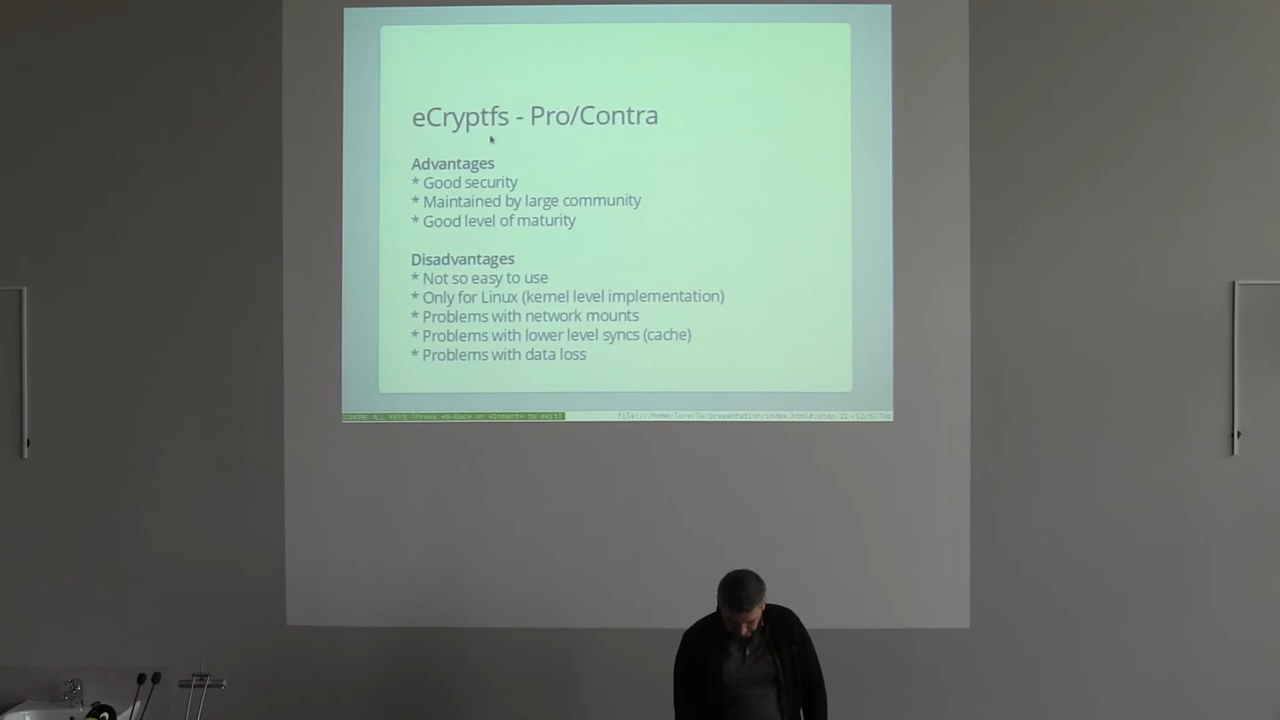 eCryptfs - Pro/Contra
Advantages
* Good security
* Maintained by large community
* Good level of maturity
Disadvantages
* Not so easy to use
* Only for Linux (kernel level implementation)
* Problems with network mounts
* Problems with lower level syncs (cache)
* Problems with data loss